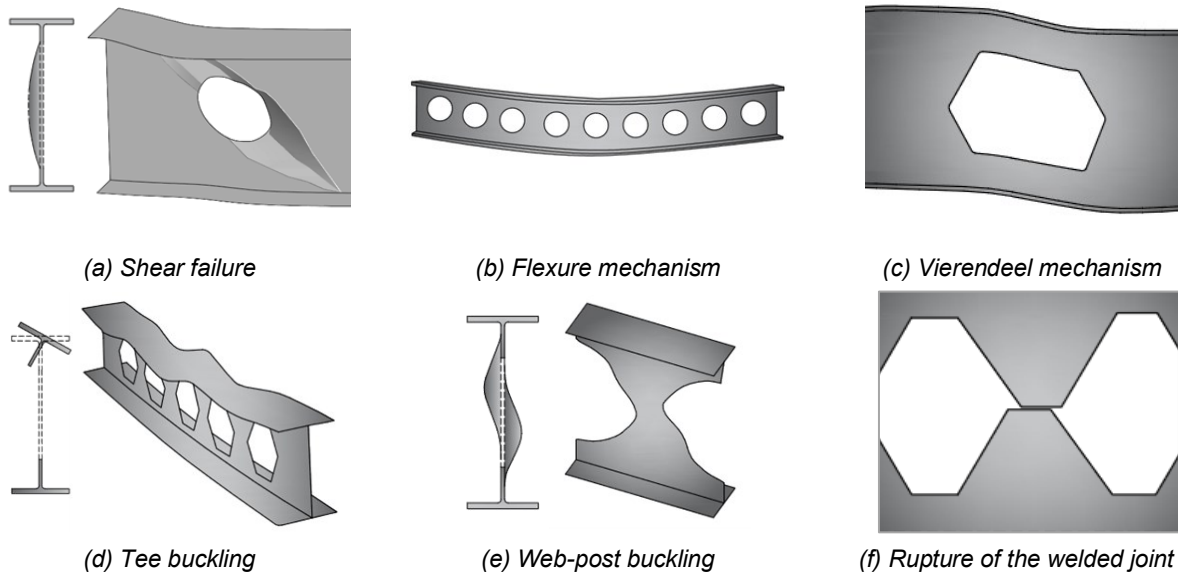 (a) Shear failure
(b) Flexure mechanism
(c) Vierendeel mechanism
(d) Tee buckling
(e) Web-post buckling
(f) Rupture of the welded joint